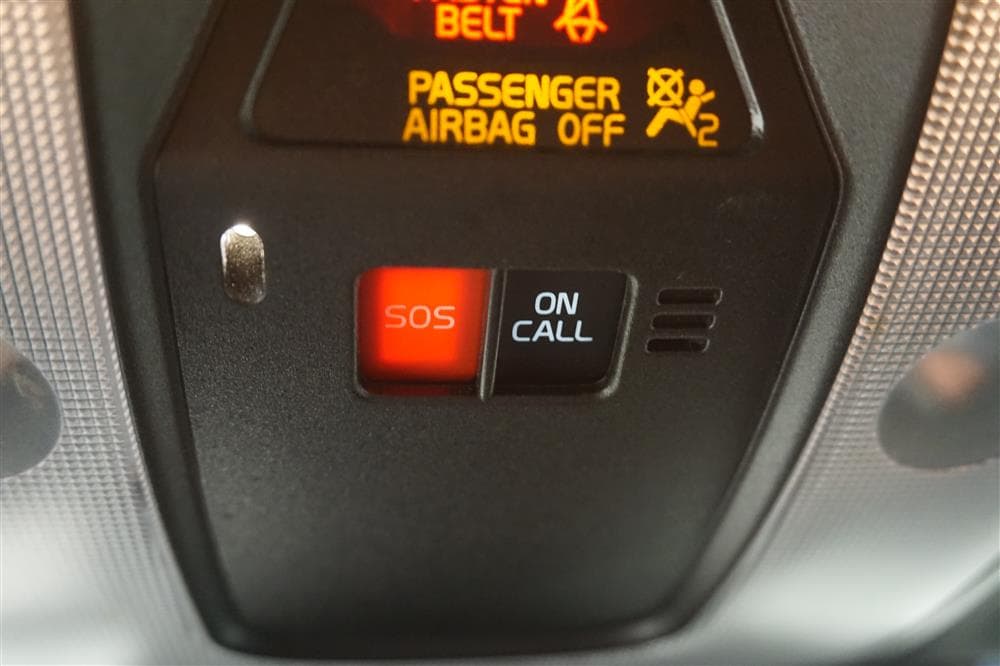 BELT
PASSENGER
AIRBAG OFF
2
SOS
ON
CALL